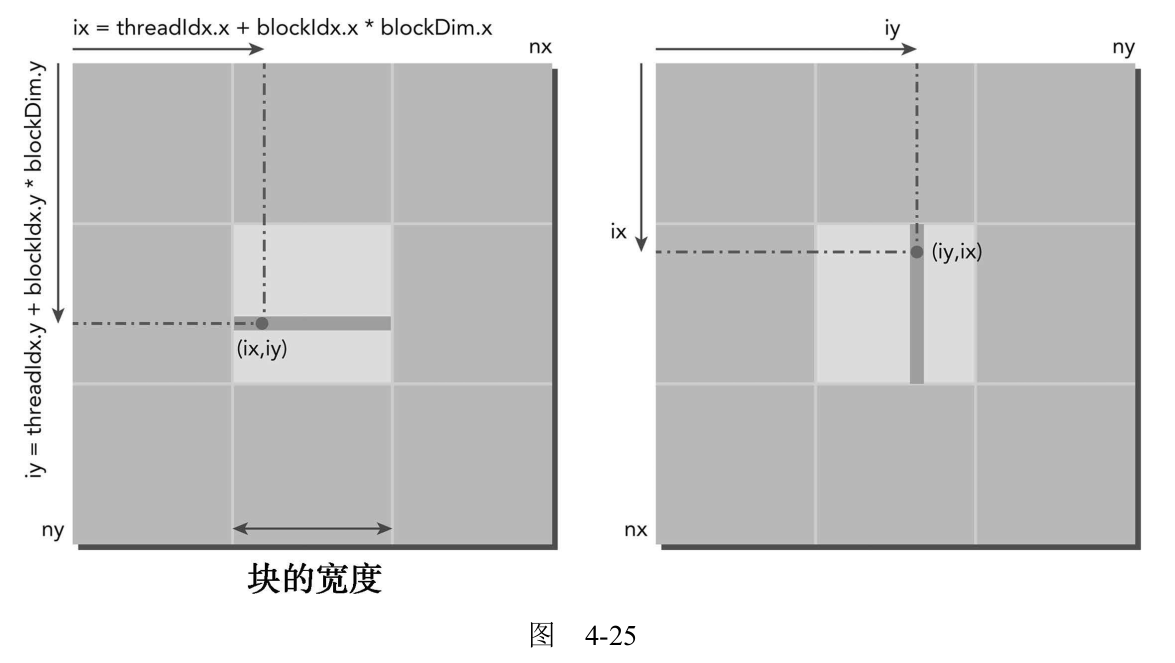 ix = threadIdx.x + blockIdx.x * blockDim.x
nx
iy = threadIdx.y + blockIdx.y * blockDim.y
(ix,iy)
ny
块的宽度
iy
ny
ix
(iy,ix)
nx
图 4-25